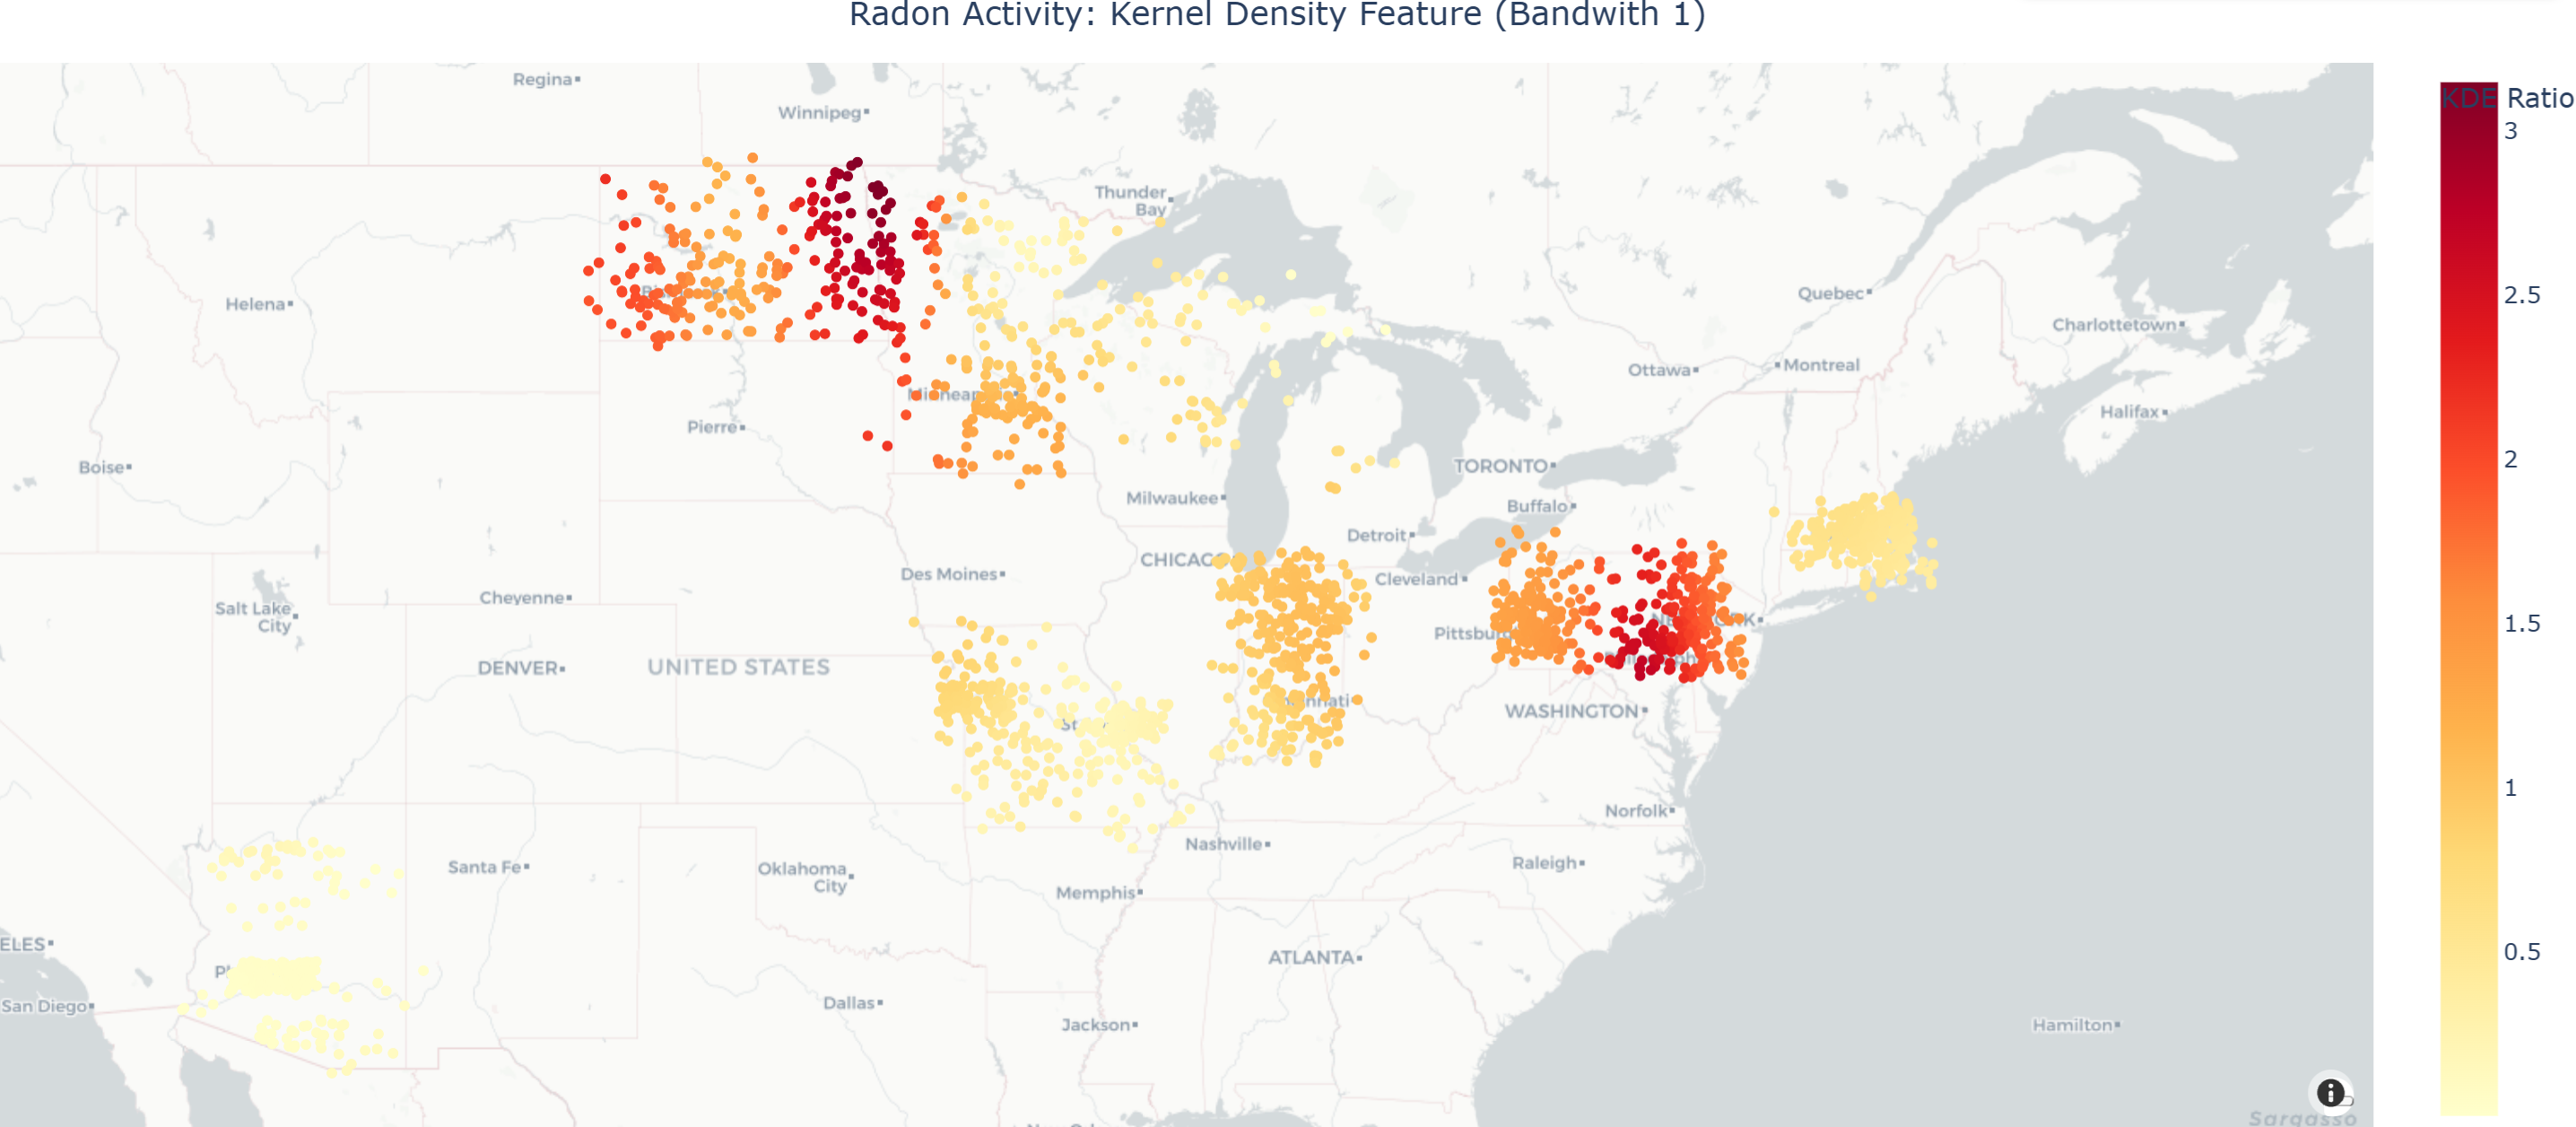 Radon Activity: Kernel Density Feature (Bandwith 1)
KDE Ratio
3
2.5
2
1.5
1
0.5
Regina
Winnipeg
Thunder
Bay
Helena
Quebec
Charlottetown
Ottawa
Montreal
Halifax
Pierre
Boise
TORONTO
Milwaukee
Buffalo
Detroit
CHICAGO
Des Moines
Cleveland
Cheyenne
Salt Lake
City
DENVER
UNITED STATES
WASHINGTON
Norfolk
Nashville
Raleigh
Santa Fe
Oklahoma
City
Memphis
ELES
ATLANTA
San Diego
Dallas
Jackson
Hamilton
Sargasso